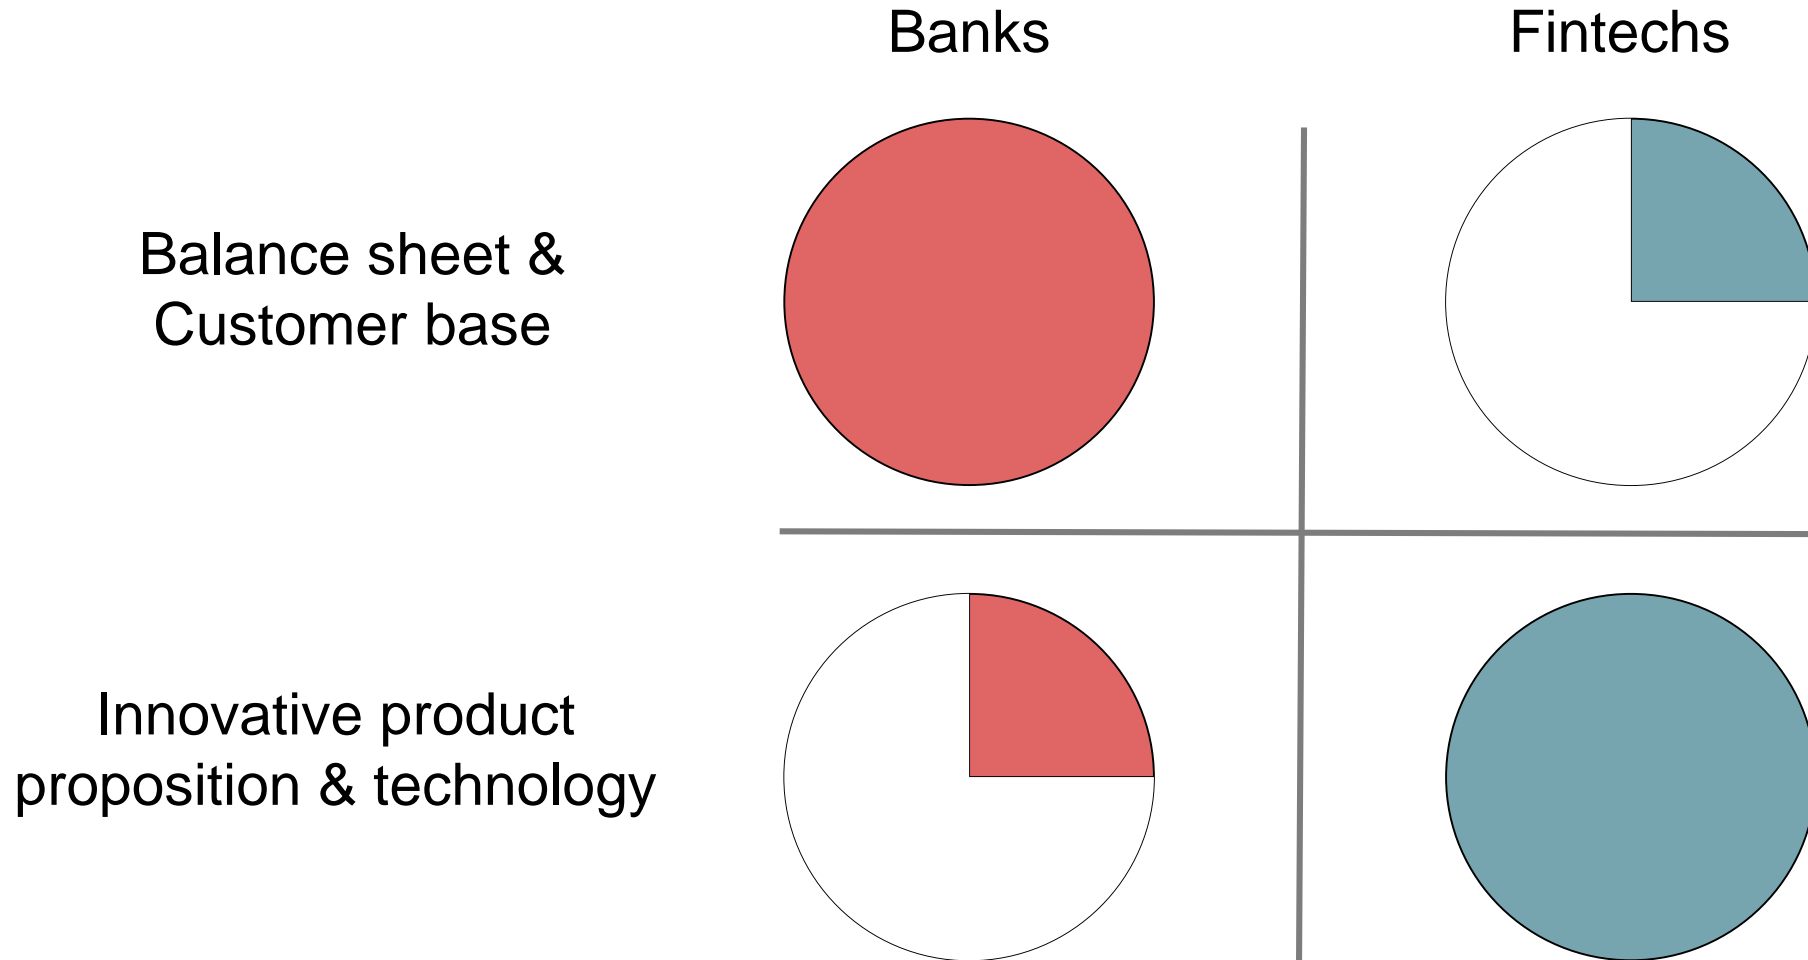 Banks
Fintechs
Balance sheet &
Customer base
Innovative product
proposition & technology